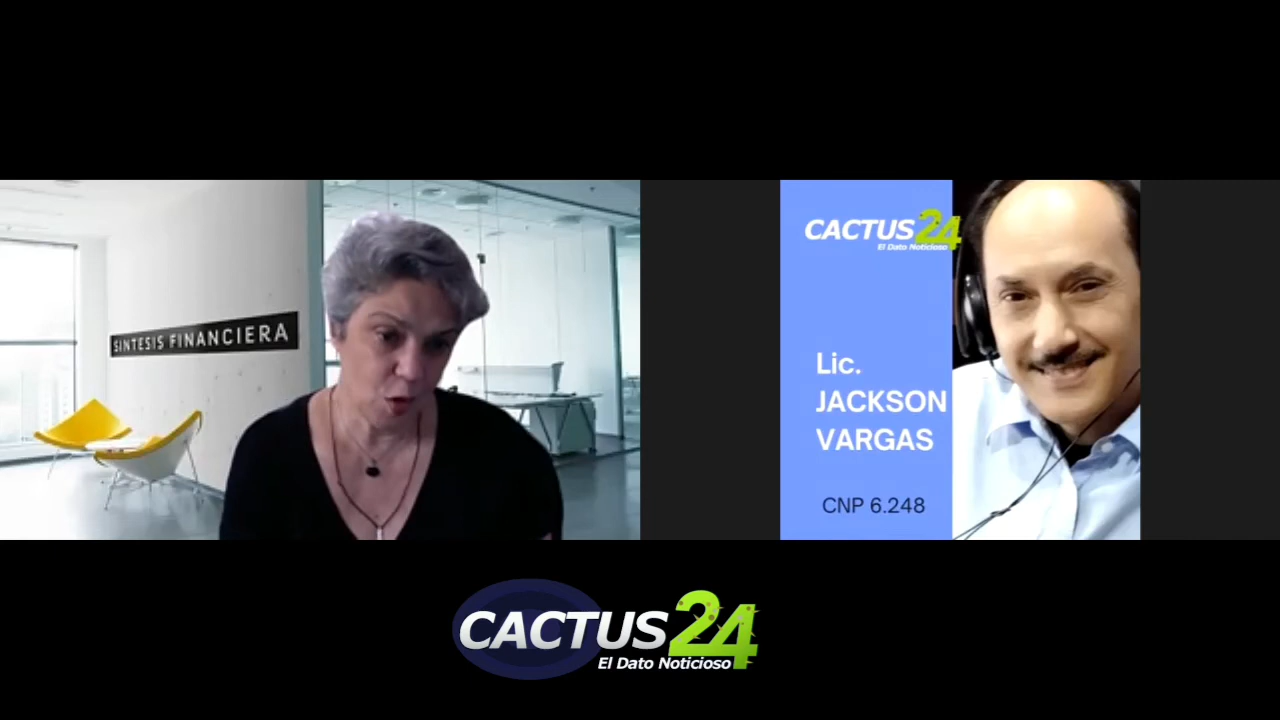 SINTESIS FINANCIERA
CACTUS24
El Dato Noticioso
Lic.
JACKSON
VARGAS
CNP 6.248
CACTUS24
El Dato Noticioso